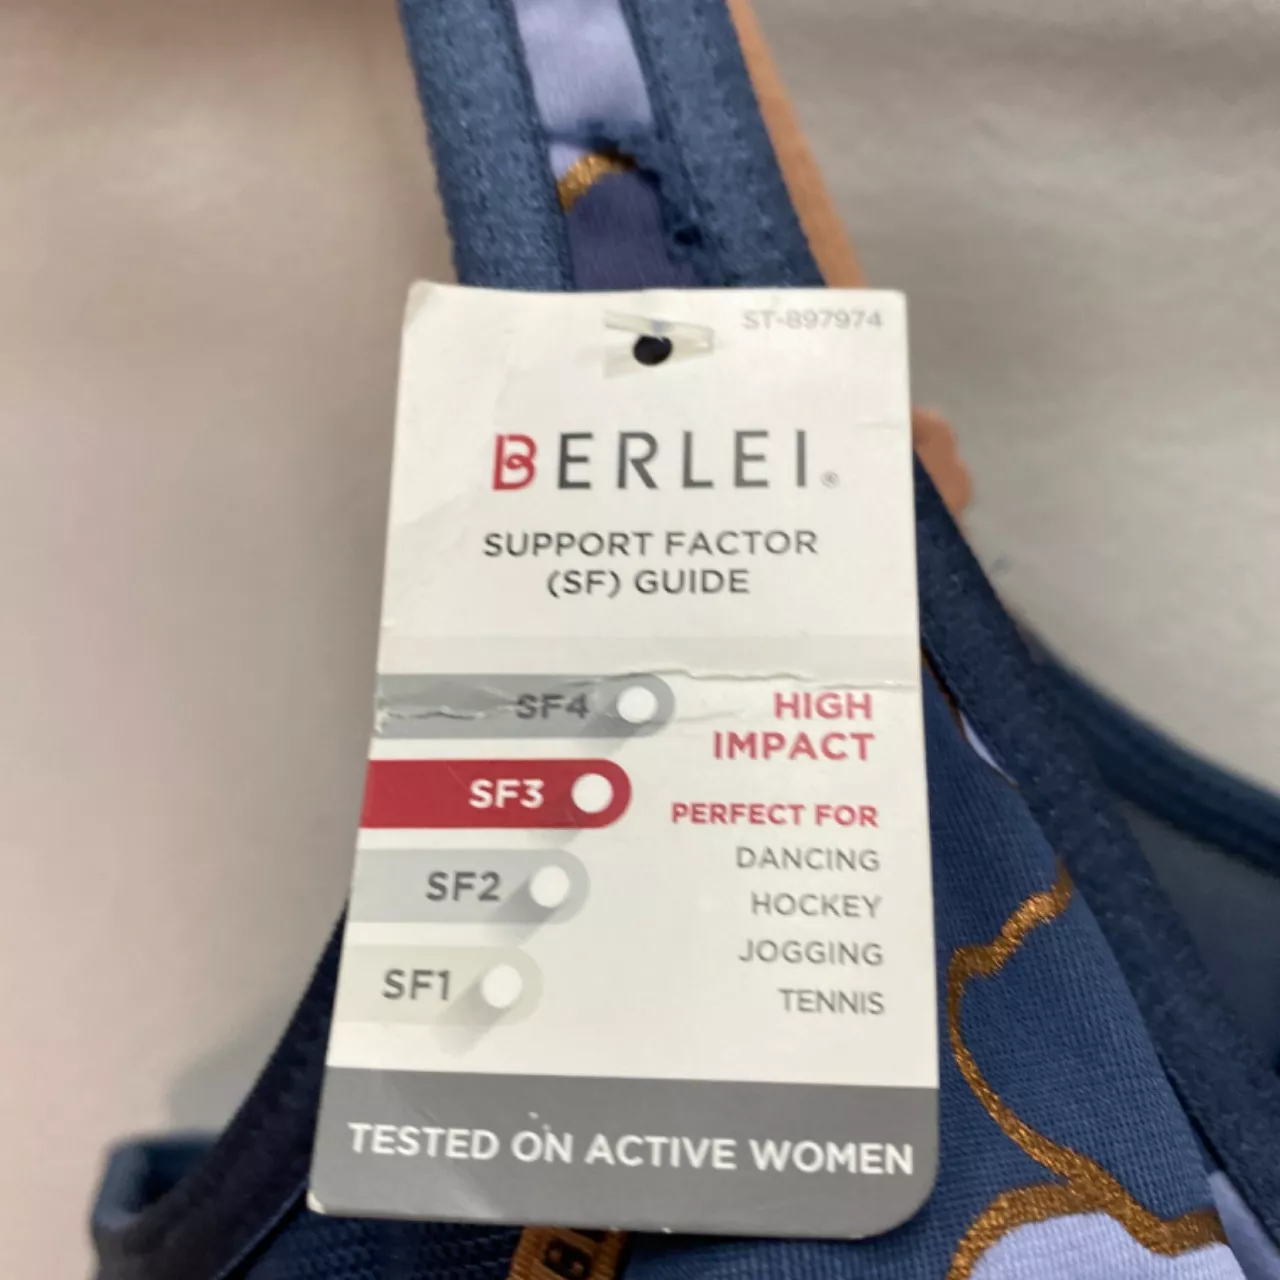 ST-897974
BERLEI®
SUPPORT FACTOR
(SF) GUIDE
SF4
HIGH
IMPACT
SF3
PERFECT FOR
DANCING
SF2
HOCKEY
JOGGING
SF1
TENNIS
TESTED ON ACTIVE WOMEN